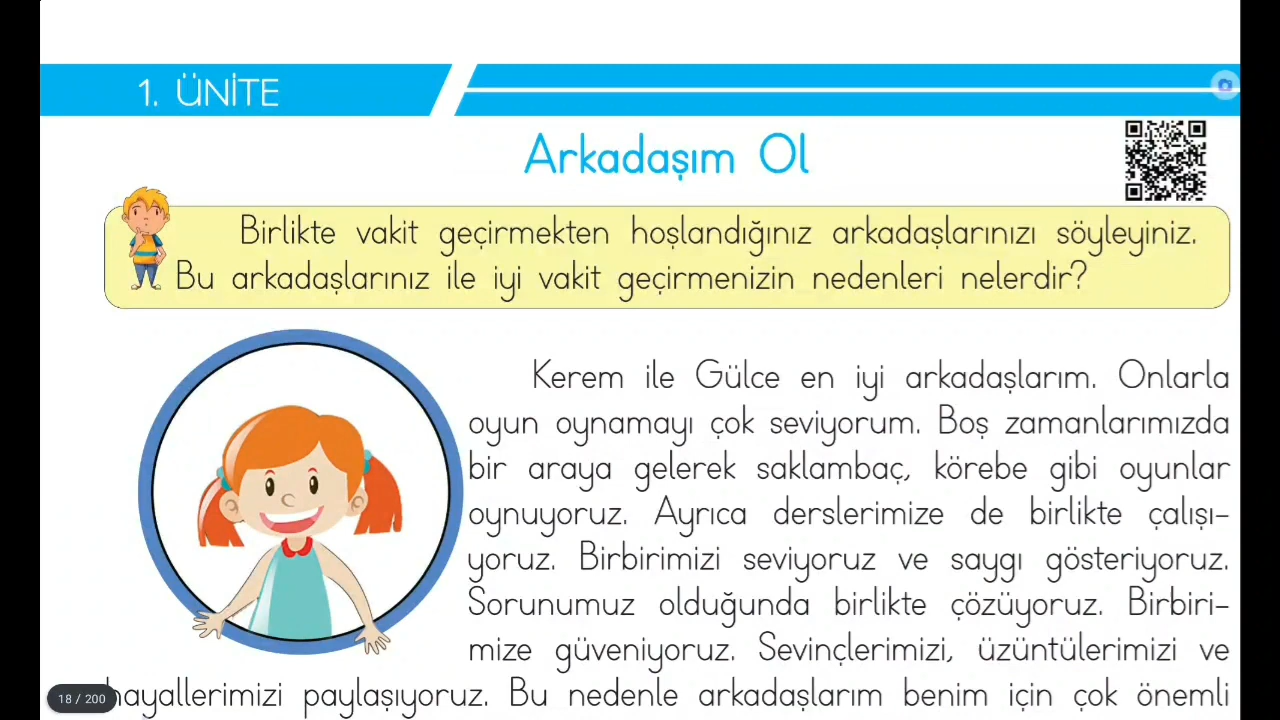 1. ÜNİTE
Arkadaşım Ol
Birlikte vakit geçirmekten hoşlandığınız arkadaşlarınızı söyleyiniz.
Bu arkadaşlarınız ile iyi vakit geçirmenizin nedenleri nelerdir?
Kerem ile Gülce en iyi arkadaşlarım. Onlarla
oyun oynamayı çok seviyorum. Boş zamanlarımızda
bir araya gelerek saklambaç, körebe gibi oyunlar
oynuyoruz. Ayrıca derslerimize de birlikte çalışı-
yoruz. Birbirimizi seviyoruz ve saygı gösteriyoruz.
Sorunumuz olduğunda birlikte çözüyoruz. Birbiri-
mize güveniyoruz. Sevinçlerimizi, üzüntülerimizi ve
hayallerimizi paylaşıyoruz. Bu nedenle arkadaşlarım benim için çok önemli
18 / 200